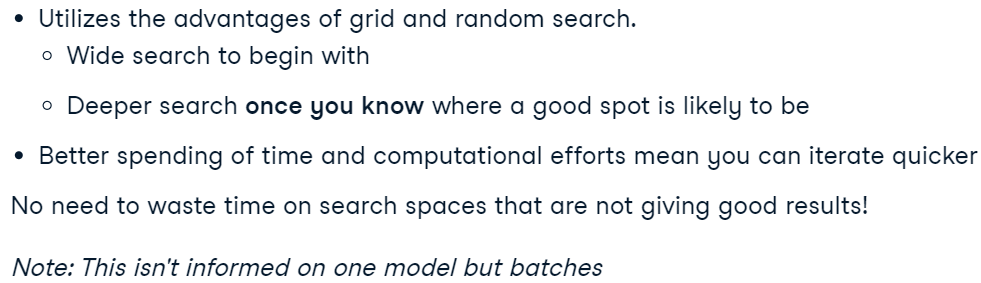 • Utilizes the advantages of grid and random search.
◦ Wide search to begin with
◦ Deeper search once you know where a good spot is likely to be
• Better spending of time and computational efforts mean you can iterate quicker
No need to waste time on search spaces that are not giving good results!
Note: This isn't informed on one model but batches